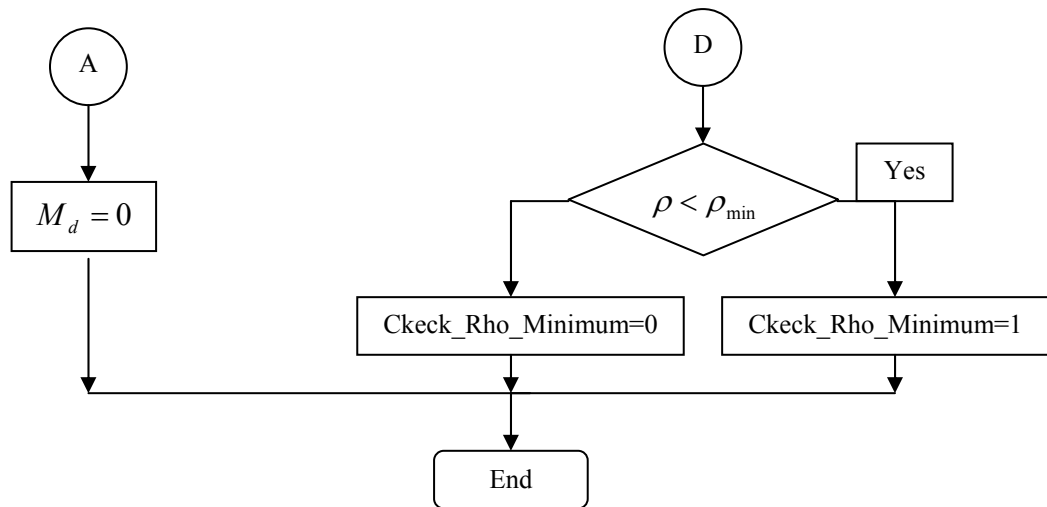 A
D
Yes
ρ < ρ_min
M_d = 0
Ckeck_Rho_Minimum=0
Ckeck_Rho_Minimum=1
End